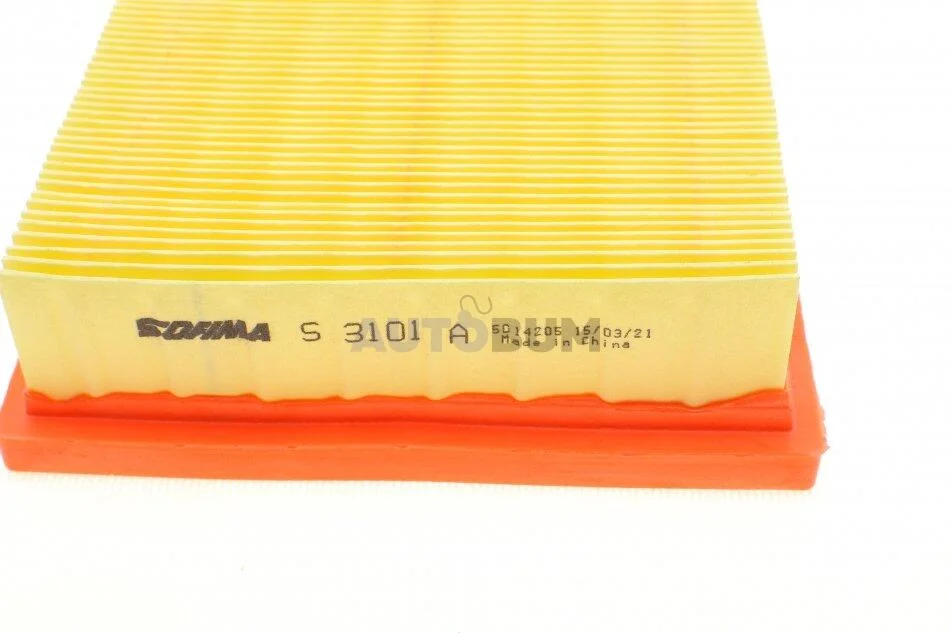 SOFIMA S 3101 A 5014205 15/03/21
Made in China
AUTOBUM